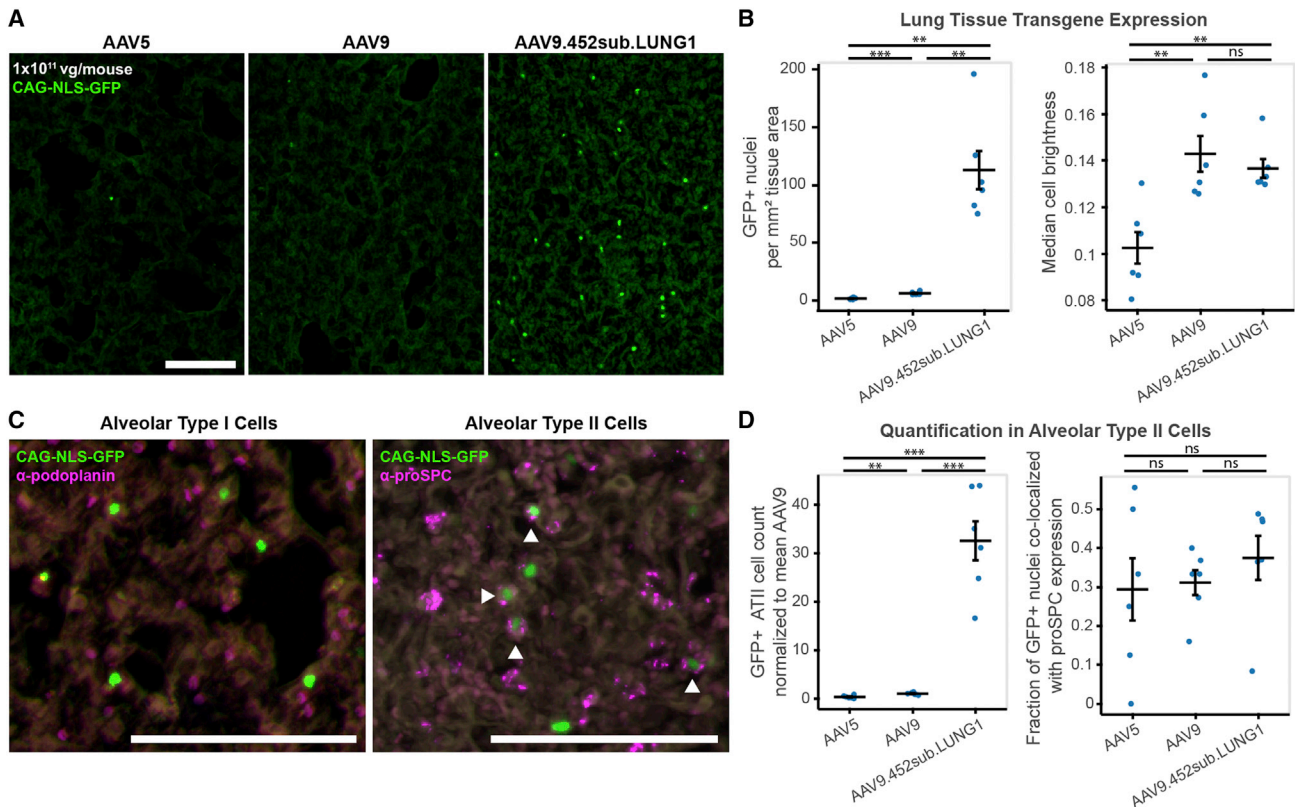 A
AAV5
AAV9
AAV9.452sub.LUNG1
1x10¹¹ vg/mouse
CAG-NLS-GFP
B
Lung Tissue Transgene Expression
**
***
**
200
150
100
50
0
GFP+ nuclei
per mm² tissue area
AAV5
AAV9
AAV9.452sub.LUNG1
**
**
ns
0.18
0.16
0.14
0.12
0.1
0.08
Median cell brightness
AAV5
AAV9
AAV9.452sub.LUNG1
C
Alveolar Type I Cells
CAG-NLS-GFP
α-podoplanin
Alveolar Type II Cells
CAG-NLS-GFP
α-proSPC
D
Quantification in Alveolar Type II Cells
***
**
***
40
30
20
10
0
GFP+ ATII cell count
normalized to mean AAV9
AAV5
AAV9
AAV9.452sub.LUNG1
ns
ns
ns
0.5
0.4
0.3
0.2
0.1
0
Fraction of GFP+ nuclei co-localized
with proSPC expression
AAV5
AAV9
AAV9.452sub.LUNG1